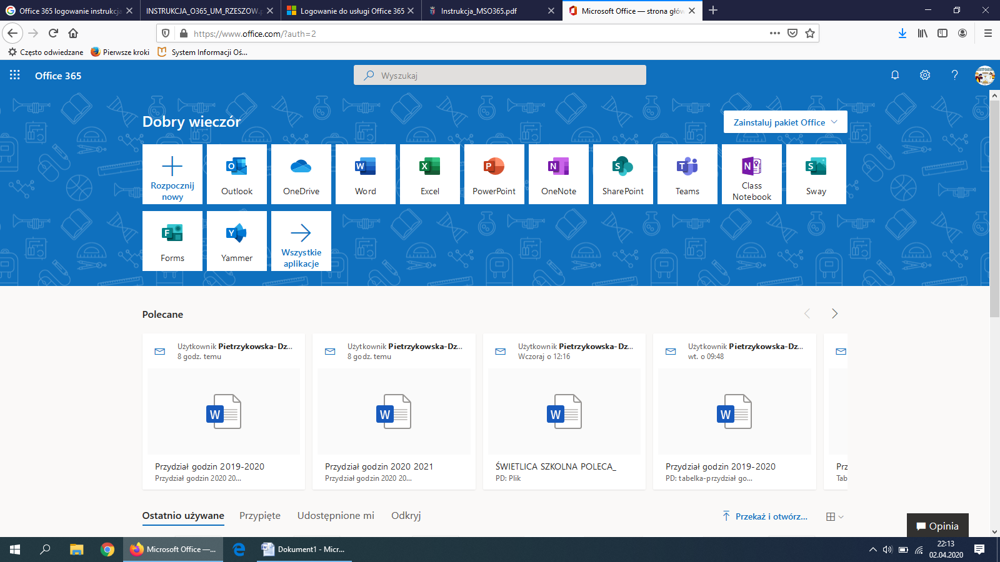 Office 365 logowanie instrukcja
INSTRUKCJA_O365_UM_RZESZOW.p
Logowanie do usługi Office 365
Instrukcja_MSO365.pdf
Microsoft Office — strona głów
https://www.office.com/?auth=2
Często odwiedzane
Pierwsze kroki
System Informacji Oś...
Office 365
Wyszukaj
Dobry wieczór
Zainstaluj pakiet Office
Rozpocznij nowy
Outlook
OneDrive
Word
Excel
PowerPoint
OneNote
SharePoint
Teams
Class Notebook
Sway
Forms
Yammer
Wszystkie aplikacje
Polecane
Użytkownik Pietrzykowska-Dz...
8 godz. temu
Przydział godzin 2019-2020
Przydział godzin 2020 20...
Użytkownik Pietrzykowska-Dz...
8 godz. temu
Przydział godzin 2020 2021
Przydział godzin 2020 20...
Użytkownik Pietrzykowska-Dz...
Wczoraj o 12:16
ŚWIETLICA SZKOLNA POLECA_
PD: Plik
Użytkownik Pietrzykowska-Dz...
wt. o 09:48
Przydział godzin 2019-2020
PD: tabelka-przydział go...
Prz
Tab
Ostatnio używane
Przypięte
Udostępnione mi
Odkryj
Przekaż i otwórz...
Opinia
Microsoft Office —...
Dokument1 - Micr...
22:13
02.04.2020